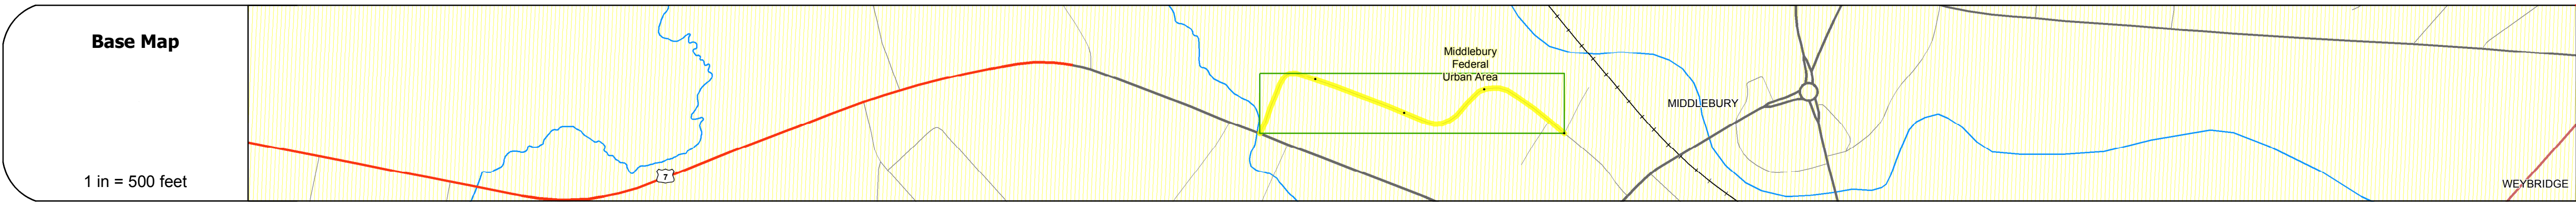 Base Map
1 in = 500 feet
7
Middlebury
Federal
Urban Area
MIDDLEBURY
WEYBRIDGE